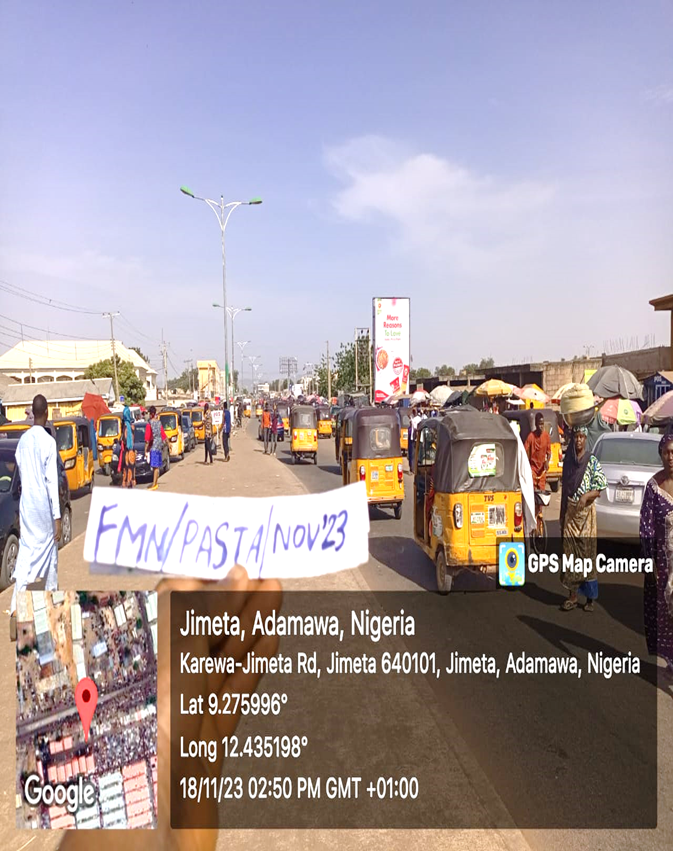 More
Reasons
To Love
FMN/PASTA/NOV'23
TVS
GPS Map Camera
Jimeta, Adamawa, Nigeria
Karewa-Jimeta Rd, Jimeta 640101, Jimeta, Adamawa, Nigeria
Lat 9.275996°
Long 12.435198°
18/11/23 02:50 PM GMT +01:00
Google